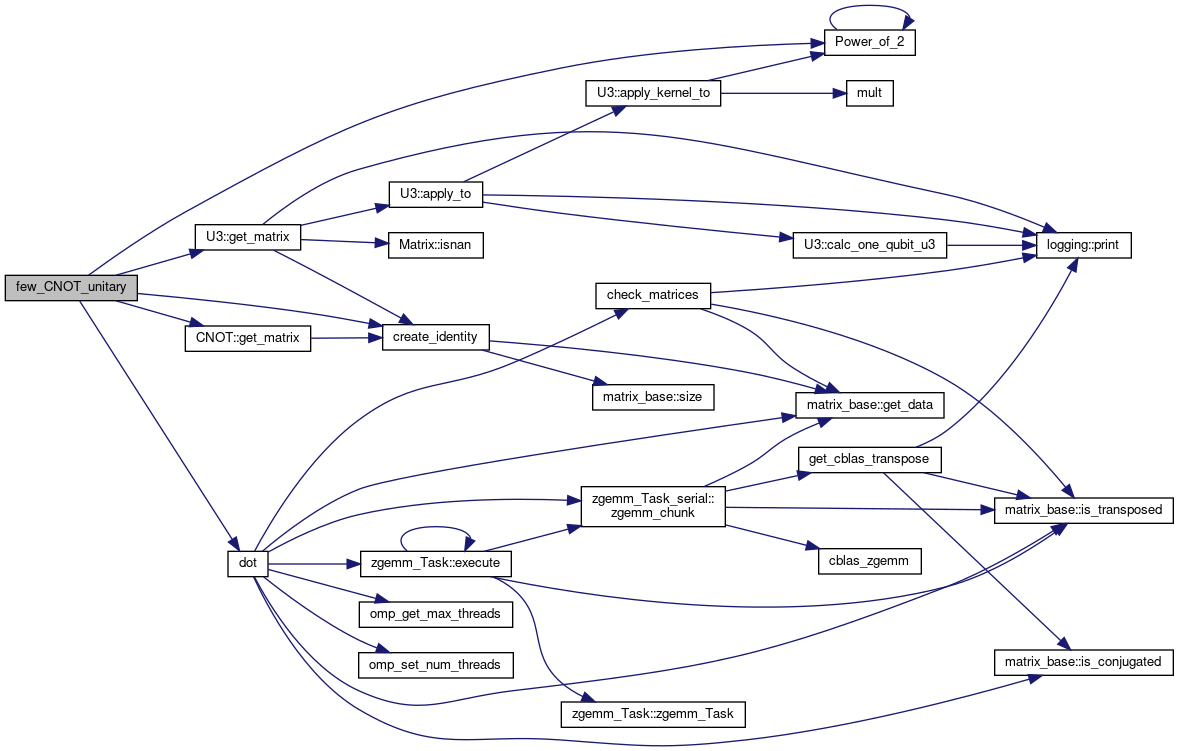 Power_of_2
U3::apply_kernel_to
mult
U3::apply_to
U3::get_matrix
Matrix::isnan
U3::calc_one_qubit_u3
logging::print
few_CNOT_unitary
check_matrices
CNOT::get_matrix
create_identity
matrix_base::size
matrix_base::get_data
get_cblas_transpose
zgemm_Task_serial::
zgemm_chunk
matrix_base::is_transposed
dot
zgemm_Task::execute
cblas_zgemm
omp_get_max_threads
omp_set_num_threads
matrix_base::is_conjugated
zgemm_Task::zgemm_Task